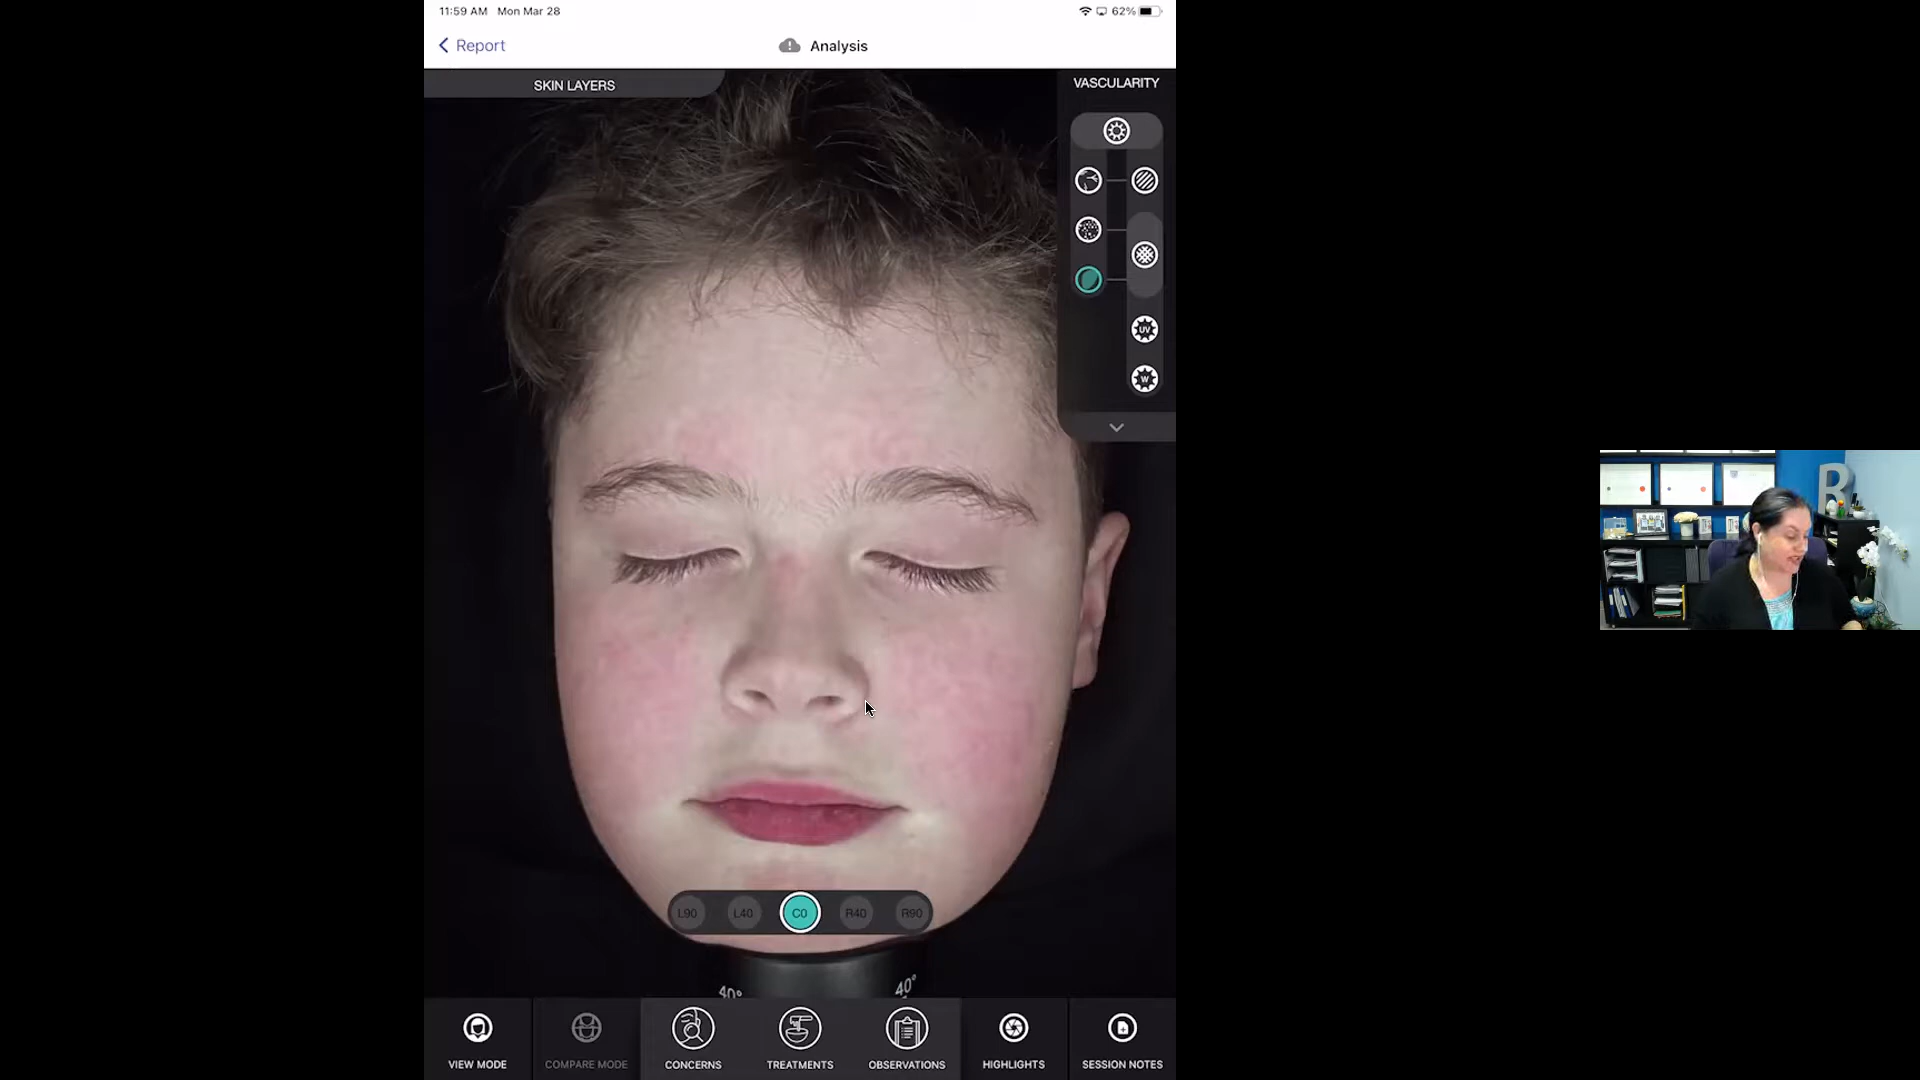 11:59 AM Mon Mar 28
62%
Report
Analysis
SKIN LAYERS
VASCULARITY
UV
W
R
L90
L40
C0
R40
R90
40°
40°
VIEW MODE
COMPARE MODE
CONCERNS
TREATMENTS
OBSERVATIONS
HIGHLIGHTS
SESSION NOTES